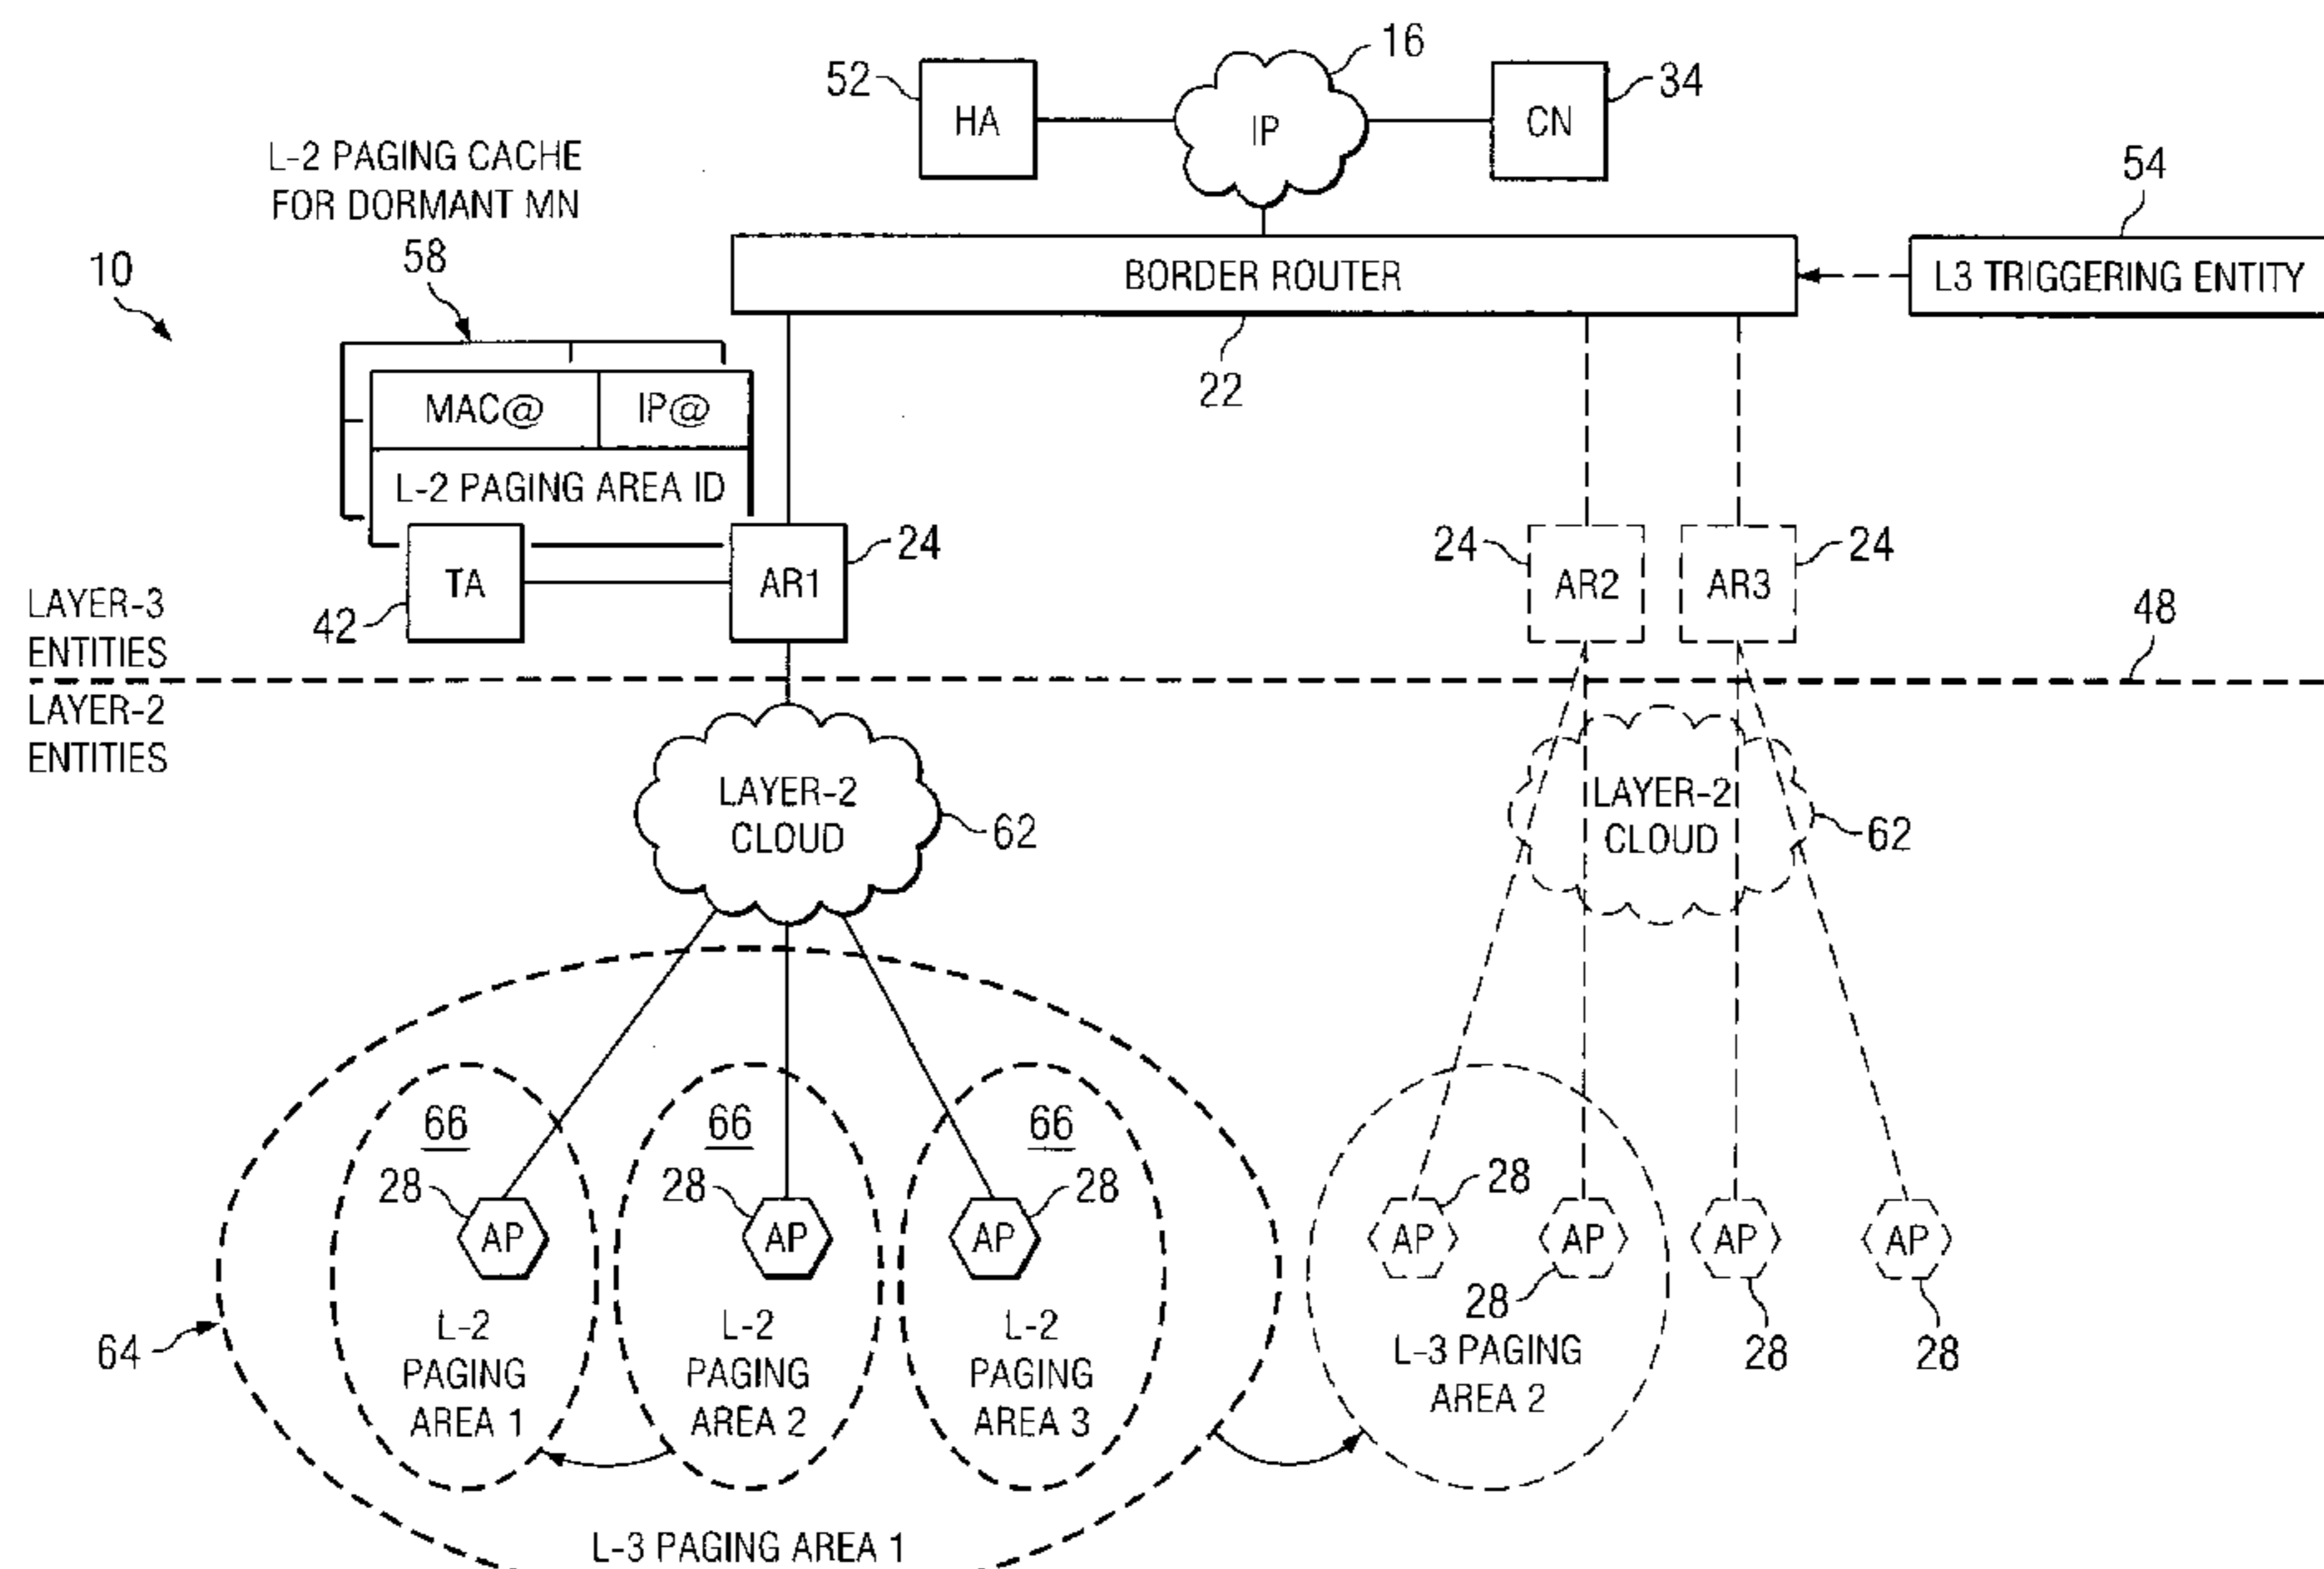 16
52
HA
IP
CN
34
L-2 PAGING CACHE
FOR DORMANT MN
58
10
BORDER ROUTER
22
54
L3 TRIGGERING ENTITY
MAC@
IP@
L-2 PAGING AREA ID
TA
42
AR1
24
24
AR2
AR3
24
LAYER-3
ENTITIES
48
LAYER-2
ENTITIES
LAYER-2
CLOUD
62
LAYER-2
CLOUD
62
66
66
66
28
AP
28
AP
28
AP
28
AP
AP
28
AP
28
AP
28
64
L-2
PAGING
AREA 1
L-2
PAGING
AREA 2
L-2
PAGING
AREA 3
L-3 PAGING
AREA 2
L-3 PAGING AREA 1